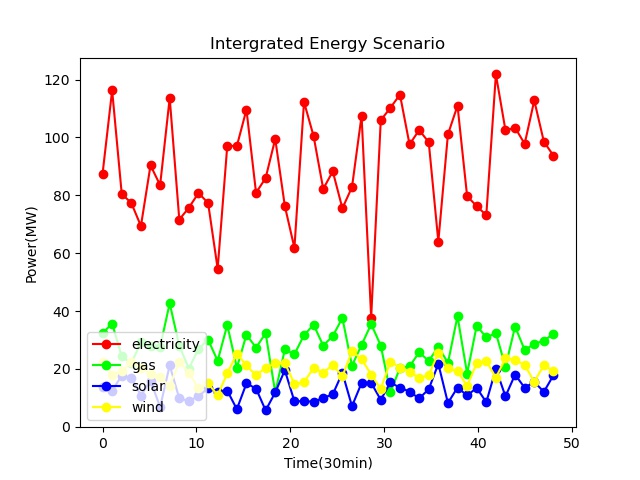 Intergrated Energy Scenario
Power(MW)
120
100
80
60
40
20
0
electricity
gas
solar
wind
0 10 20 30 40 50
Time(30min)